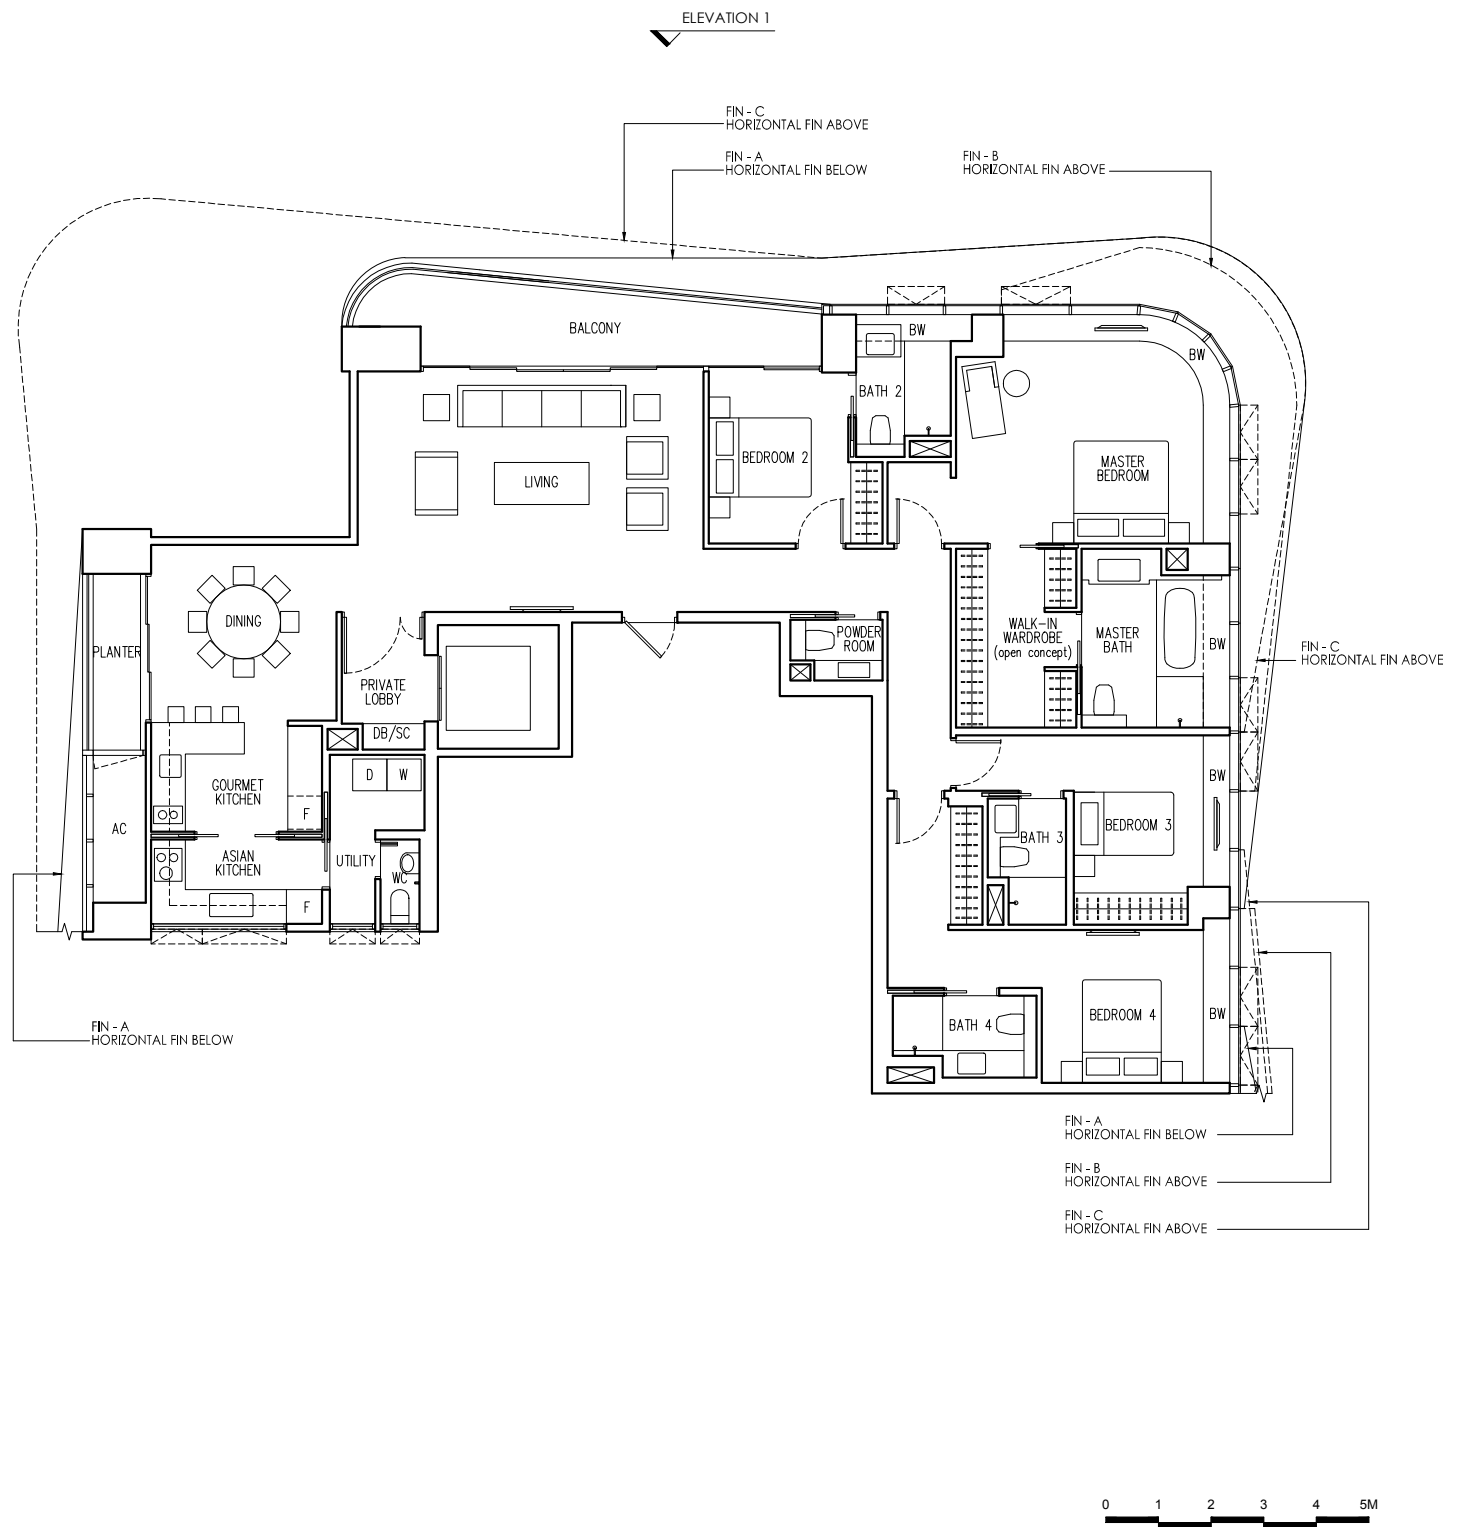 ELEVATION 1
FIN - C
HORIZONTAL FIN ABOVE
FIN - A
HORIZONTAL FIN BELOW
FIN - B
HORIZONTAL FIN ABOVE
BALCONY
BW
BW
BATH 2
BEDROOM 2
MASTER
BEDROOM
LIVING
DINING
PLANTER
POWDER
ROOM
WALK-IN
WARDROBE
(open concept)
MASTER
BATH
BW
FIN - C
HORIZONTAL FIN ABOVE
PRIVATE
LOBBY
DB/SC
D
W
GOURMET
KITCHEN
F
BW
AC
ASIAN
KITCHEN
UTILITY
WC
F
BATH 3
BEDROOM 3
BATH 4
BEDROOM 4
BW
FIN - A
HORIZONTAL FIN BELOW
FIN - A
HORIZONTAL FIN BELOW
FIN - B
HORIZONTAL FIN ABOVE
FIN - C
HORIZONTAL FIN ABOVE
0 1 2 3 4 5M